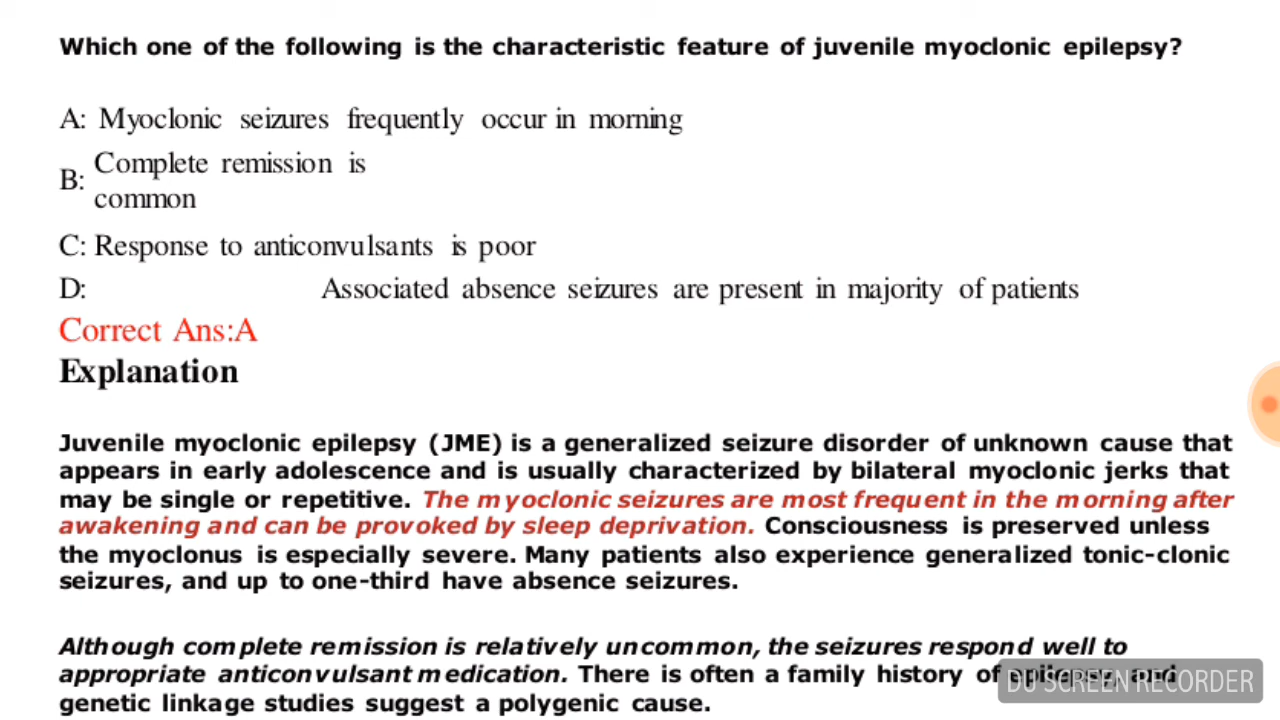 Which one of the following is the characteristic feature of juvenile myoclonic epilepsy?
A: Myoclonic seizures frequently occur in morning
B: Complete remission is
common
C: Response to anticonvulsants is poor
D: Associated absence seizures are present in majority of patients
Correct Ans:A
Explanation
Juvenile myoclonic epilepsy (JME) is a generalized seizure disorder of unknown cause that
appears in early adolescence and is usually characterized by bilateral myoclonic jerks that
may be single or repetitive. The myoclonic seizures are most frequent in the morning after
awakening and can be provoked by sleep deprivation. Consciousness is preserved unless
the myoclonus is especially severe. Many patients also experience generalized tonic-clonic
seizures, and up to one-third have absence seizures.
Although complete remission is relatively uncommon, the seizures respond well to
appropriate anticonvulsant medication. There is often a family history of epilepsy, and
genetic linkage studies suggest a polygenic cause.
DU SCREEN RECORDER